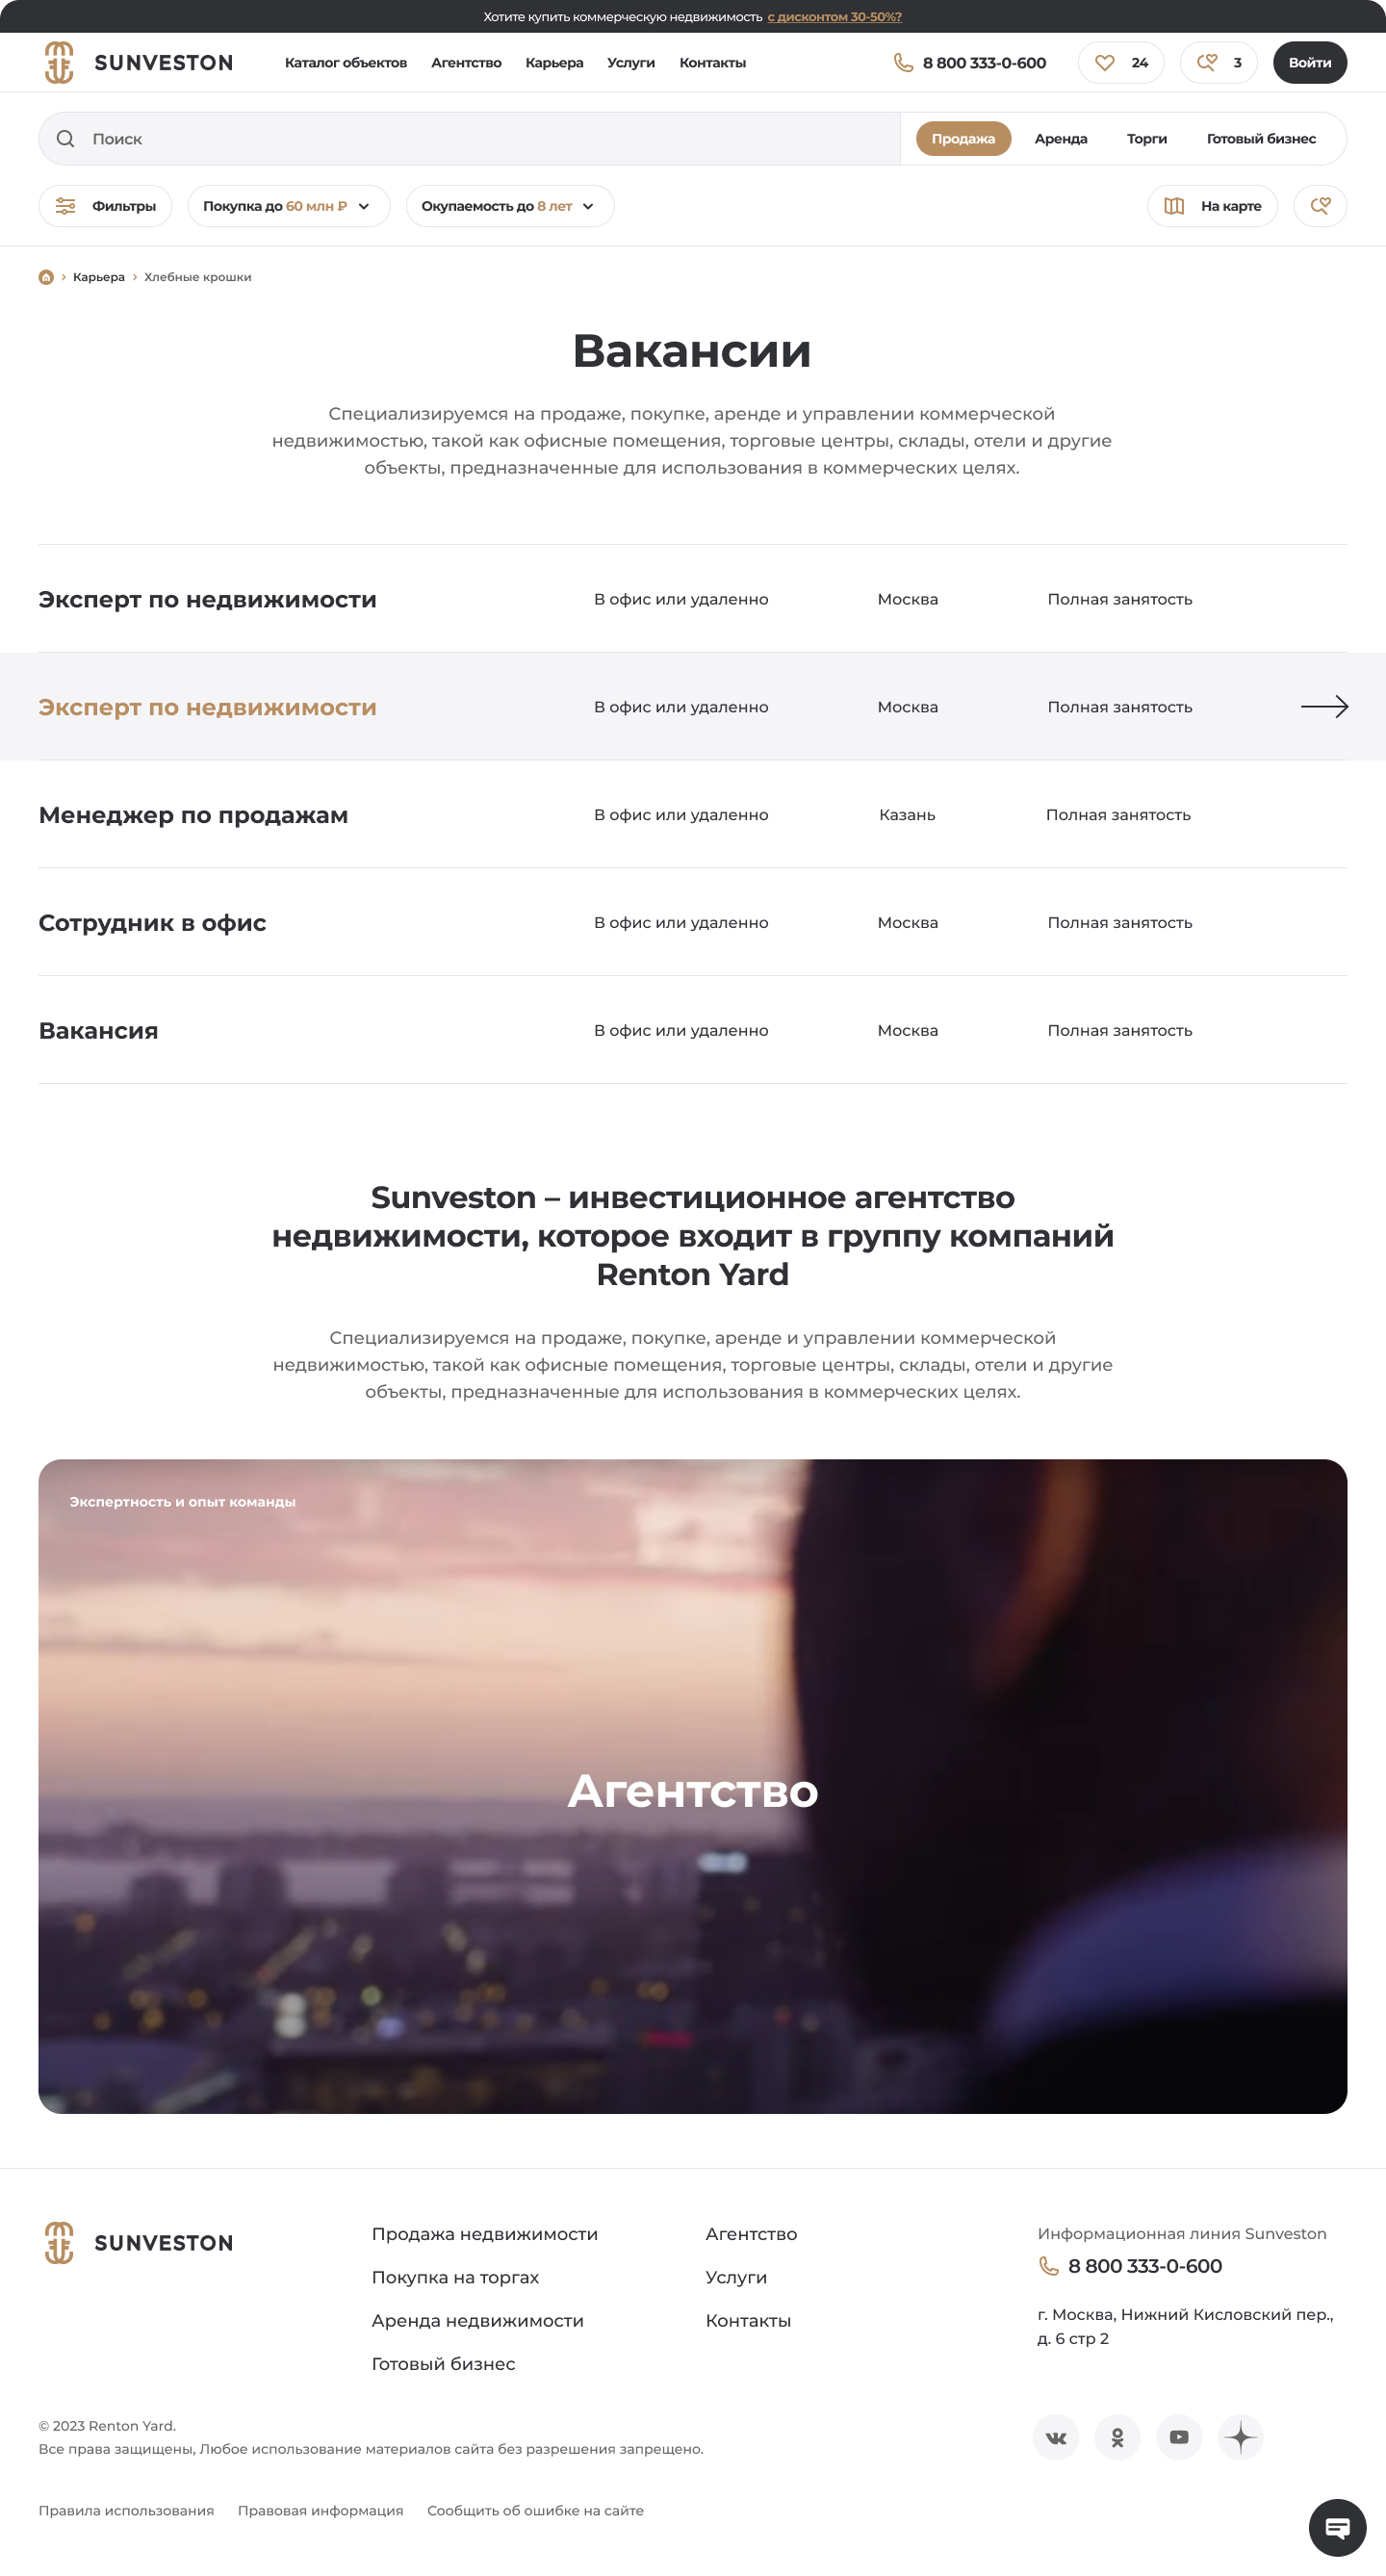 Хотите купить коммерческую недвижимость с дисконтом 30-50%?
SUNVESTON Каталог объектов Агентство Карьера Услуги Контакты 8 800 333-0-600 24 3 Войти
Поиск Продажа Аренда Торги Готовый бизнес
Фильтры Покупка до 60 млн ₽ Окупаемость до 8 лет На карте
Карьера Хлебные крошки
Вакансии
Специализируемся на продаже, покупке, аренде и управлении коммерческой
недвижимостью, такой как офисные помещения, торговые центры, склады, отели и другие
объекты, предназначенные для использования в коммерческих целях.
Эксперт по недвижимости В офис или удаленно Москва Полная занятость
Эксперт по недвижимости В офис или удаленно Москва Полная занятость
Менеджер по продажам В офис или удаленно Казань Полная занятость
Сотрудник в офис В офис или удаленно Москва Полная занятость
Вакансия В офис или удаленно Москва Полная занятость
Sunveston – инвестиционное агентство
недвижимости, которое входит в группу компаний
Renton Yard
Специализируемся на продаже, покупке, аренде и управлении коммерческой
недвижимостью, такой как офисные помещения, торговые центры, склады, отели и другие
объекты, предназначенные для использования в коммерческих целях.
Экспертность и опыт команды
Агентство
SUNVESTON
Продажа недвижимости
Покупка на торгах
Аренда недвижимости
Готовый бизнес
Агентство
Услуги
Контакты
Информационная линия Sunveston
8 800 333-0-600
г. Москва, Нижний Кисловский пер.,
д. 6 стр 2
© 2023 Renton Yard.
Все права защищены, Любое использование материалов сайта без разрешения запрещено.
Правила использования Правовая информация Сообщить об ошибке на сайте